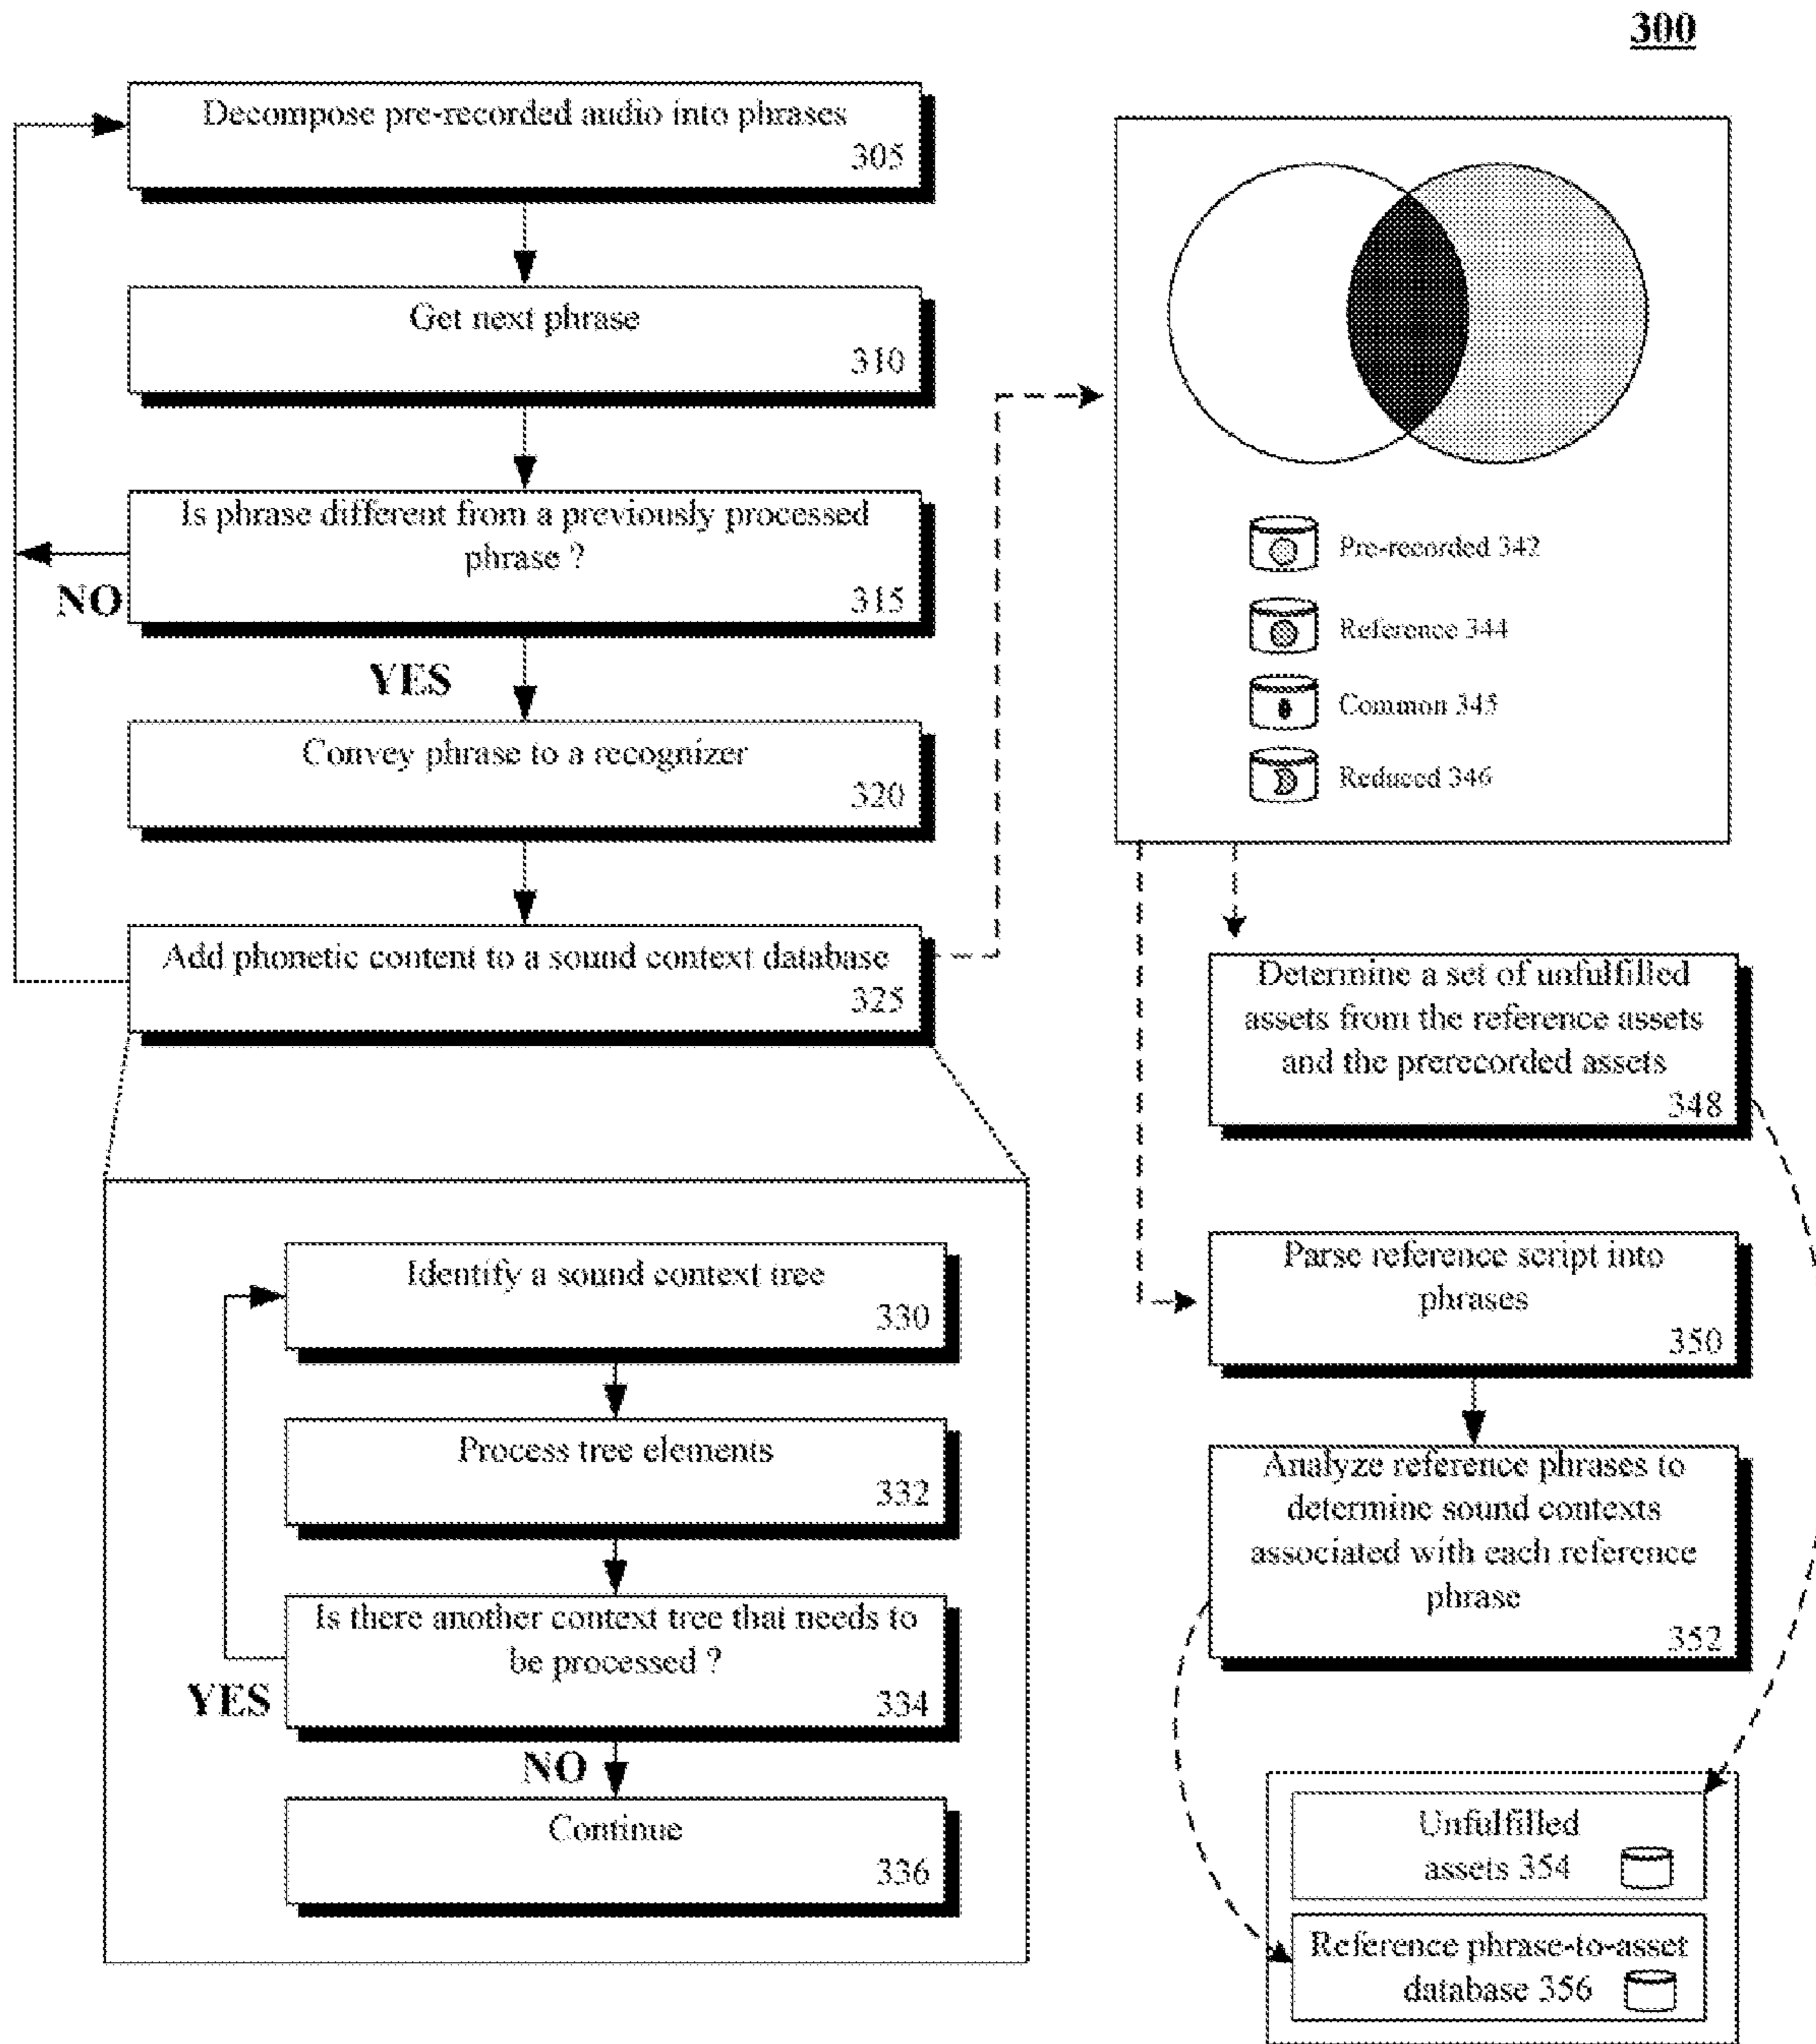 300
Decompose pre-recorded audio into phrases
305
Get next phrase
310
Is phrase different from a previously processed
phrase ?
315
NO
YES
Convey phrase to a recognizer
320
Add phonetic content to a sound context database
325
Identify a sound context tree
330
Process tree elements
332
Is there another context tree that needs to
be processed ?
334
YES
NO
Continue
336
Pre-recorded 342
Reference 344
Common 345
Reduced 346
Determine a set of unfulfilled
assets from the reference assets
and the prerecorded assets
348
Parse reference script into
phrases
350
Analyze reference phrases to
determine sound contexts
associated with each reference
phrase
352
Unfulfilled
assets 354
Reference phrase-to-asset
database 356